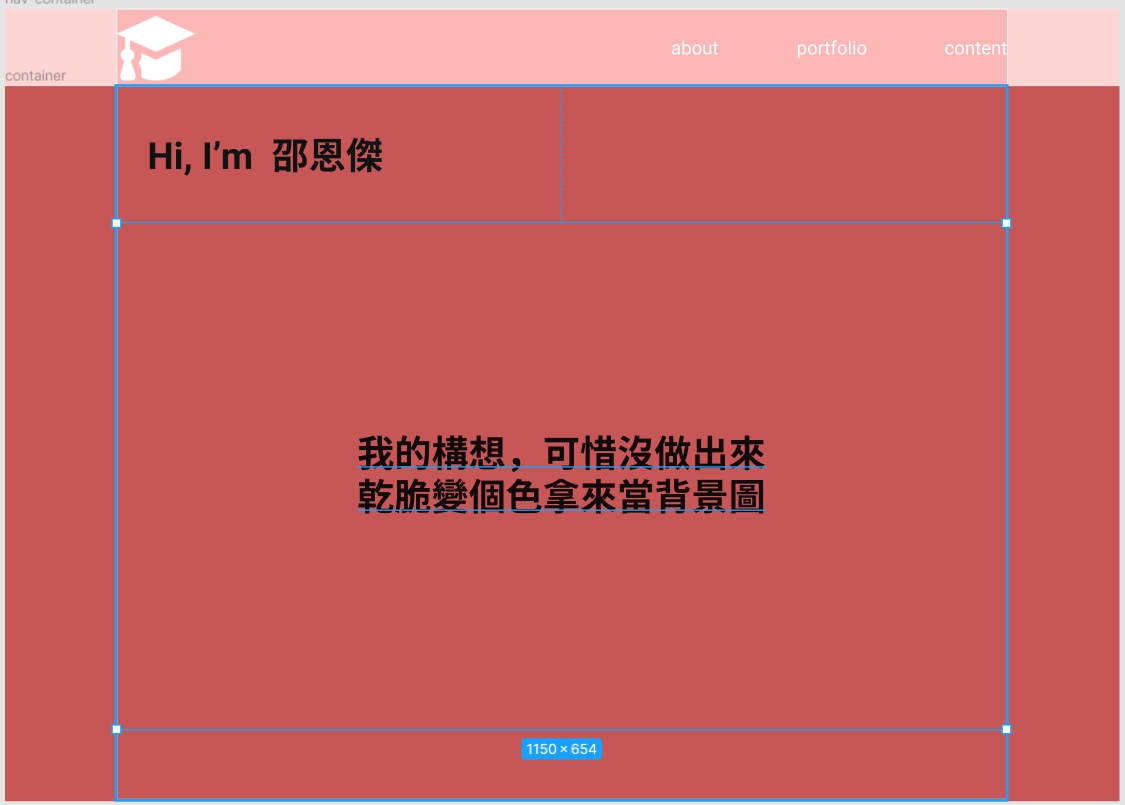 nav-container
about portfolio content
container
Hi, I’m 邵恩傑
我的構想，可惜沒做出來
乾脆變個色拿來當背景圖
1150 × 654